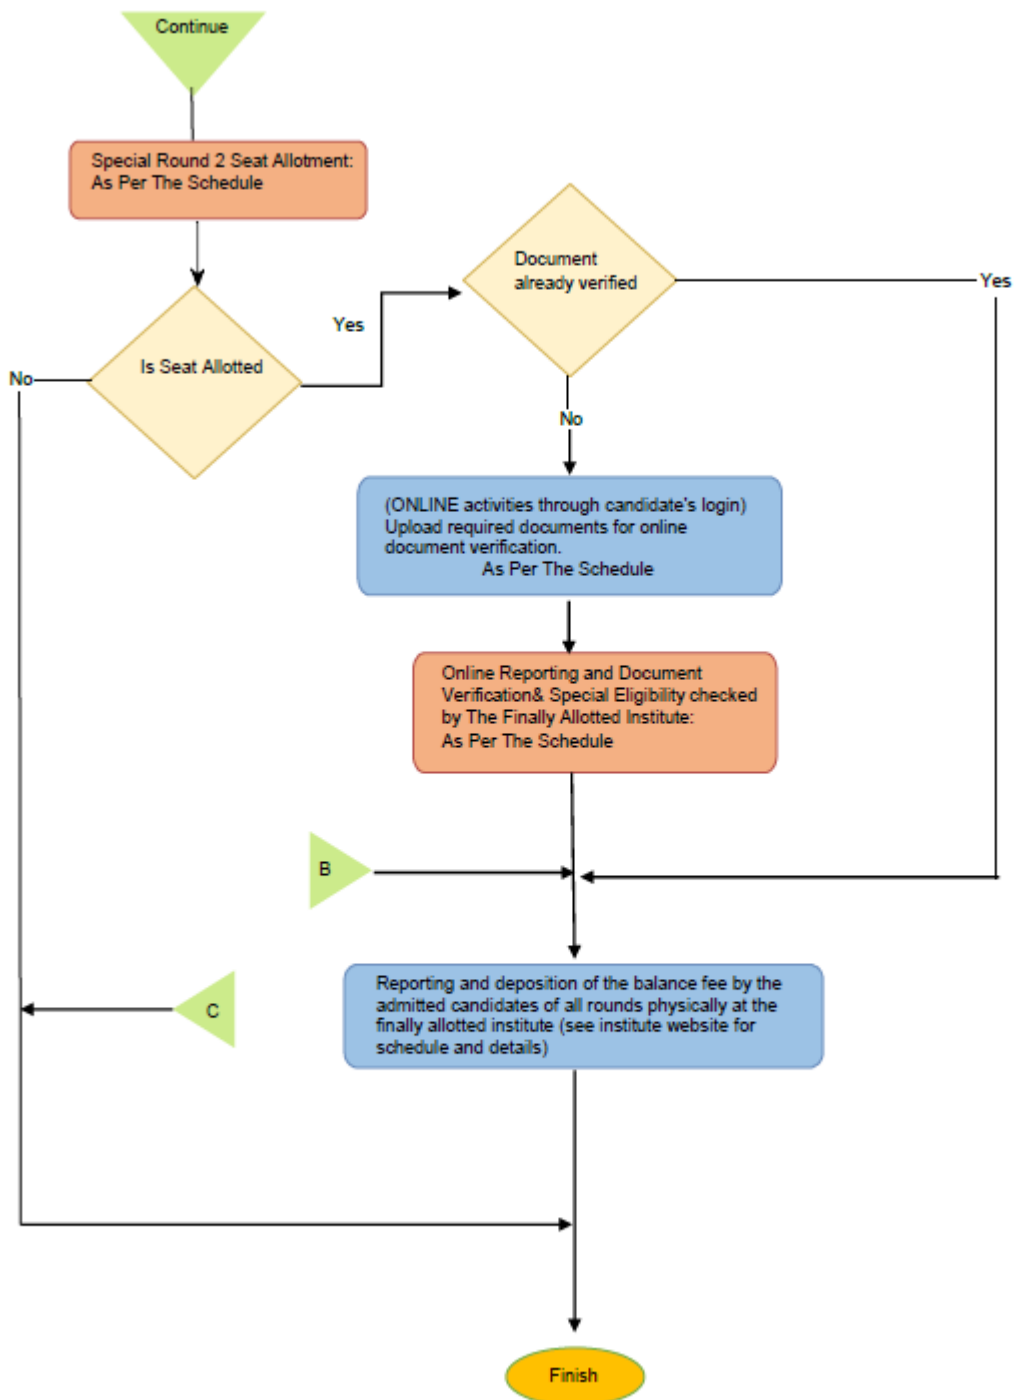 Continue
Special Round 2 Seat Allotment:
As Per The Schedule
Document
already verified
Yes
Yes
Is Seat Allotted
No
No
(ONLINE activities through candidate's login)
Upload required documents for online
document verification.
As Per The Schedule
Online Reporting and Document
Verification& Special Eligibility checked
by The Finally Allotted Institute:
As Per The Schedule
B
Reporting and deposition of the balance fee by the
admitted candidates of all rounds physically at the
finally allotted institute (see institute website for
schedule and details)
C
Finish